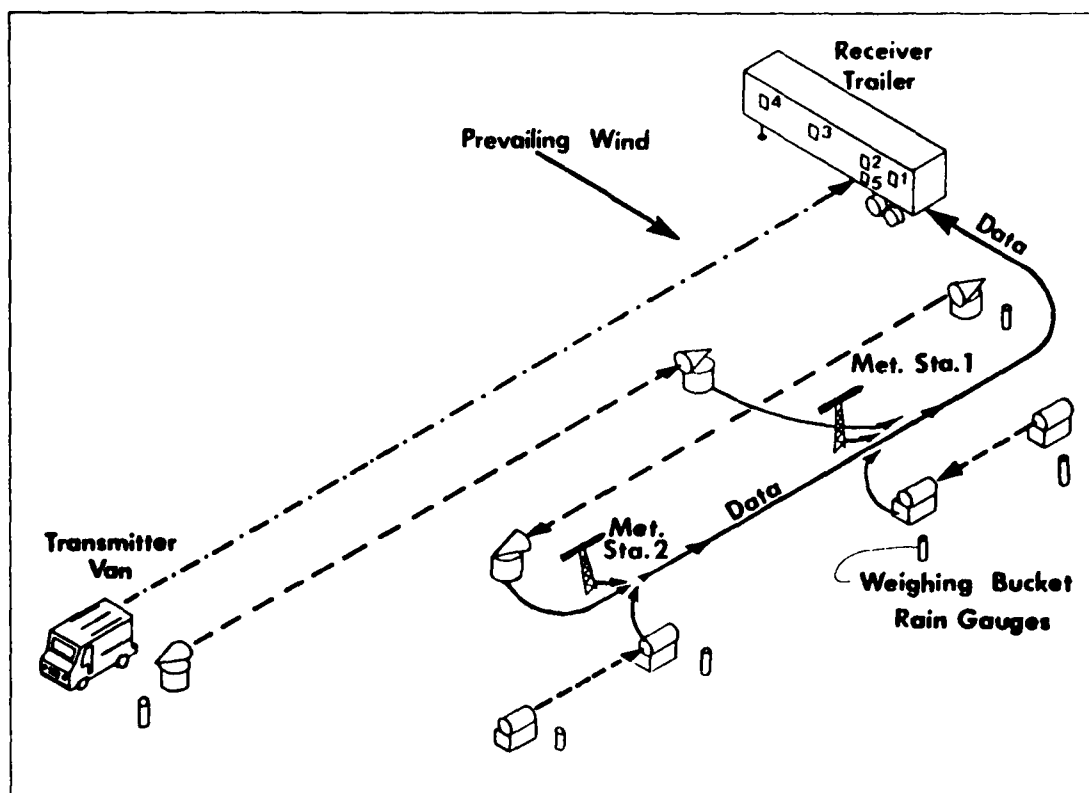 Receiver
Trailer
4
3
2
5
1
Prevailing Wind
Data
Met. Sta.1
Data
Met.
Sta.2
Transmitter
Van
Weighing Bucket
Rain Gauges